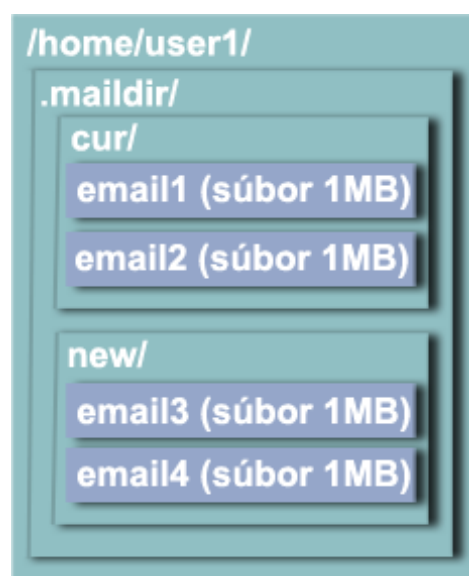 /home/user1/
.maildir/
cur/
email1 (súbor 1MB)
email2 (súbor 1MB)
new/
email3 (súbor 1MB)
email4 (súbor 1MB)